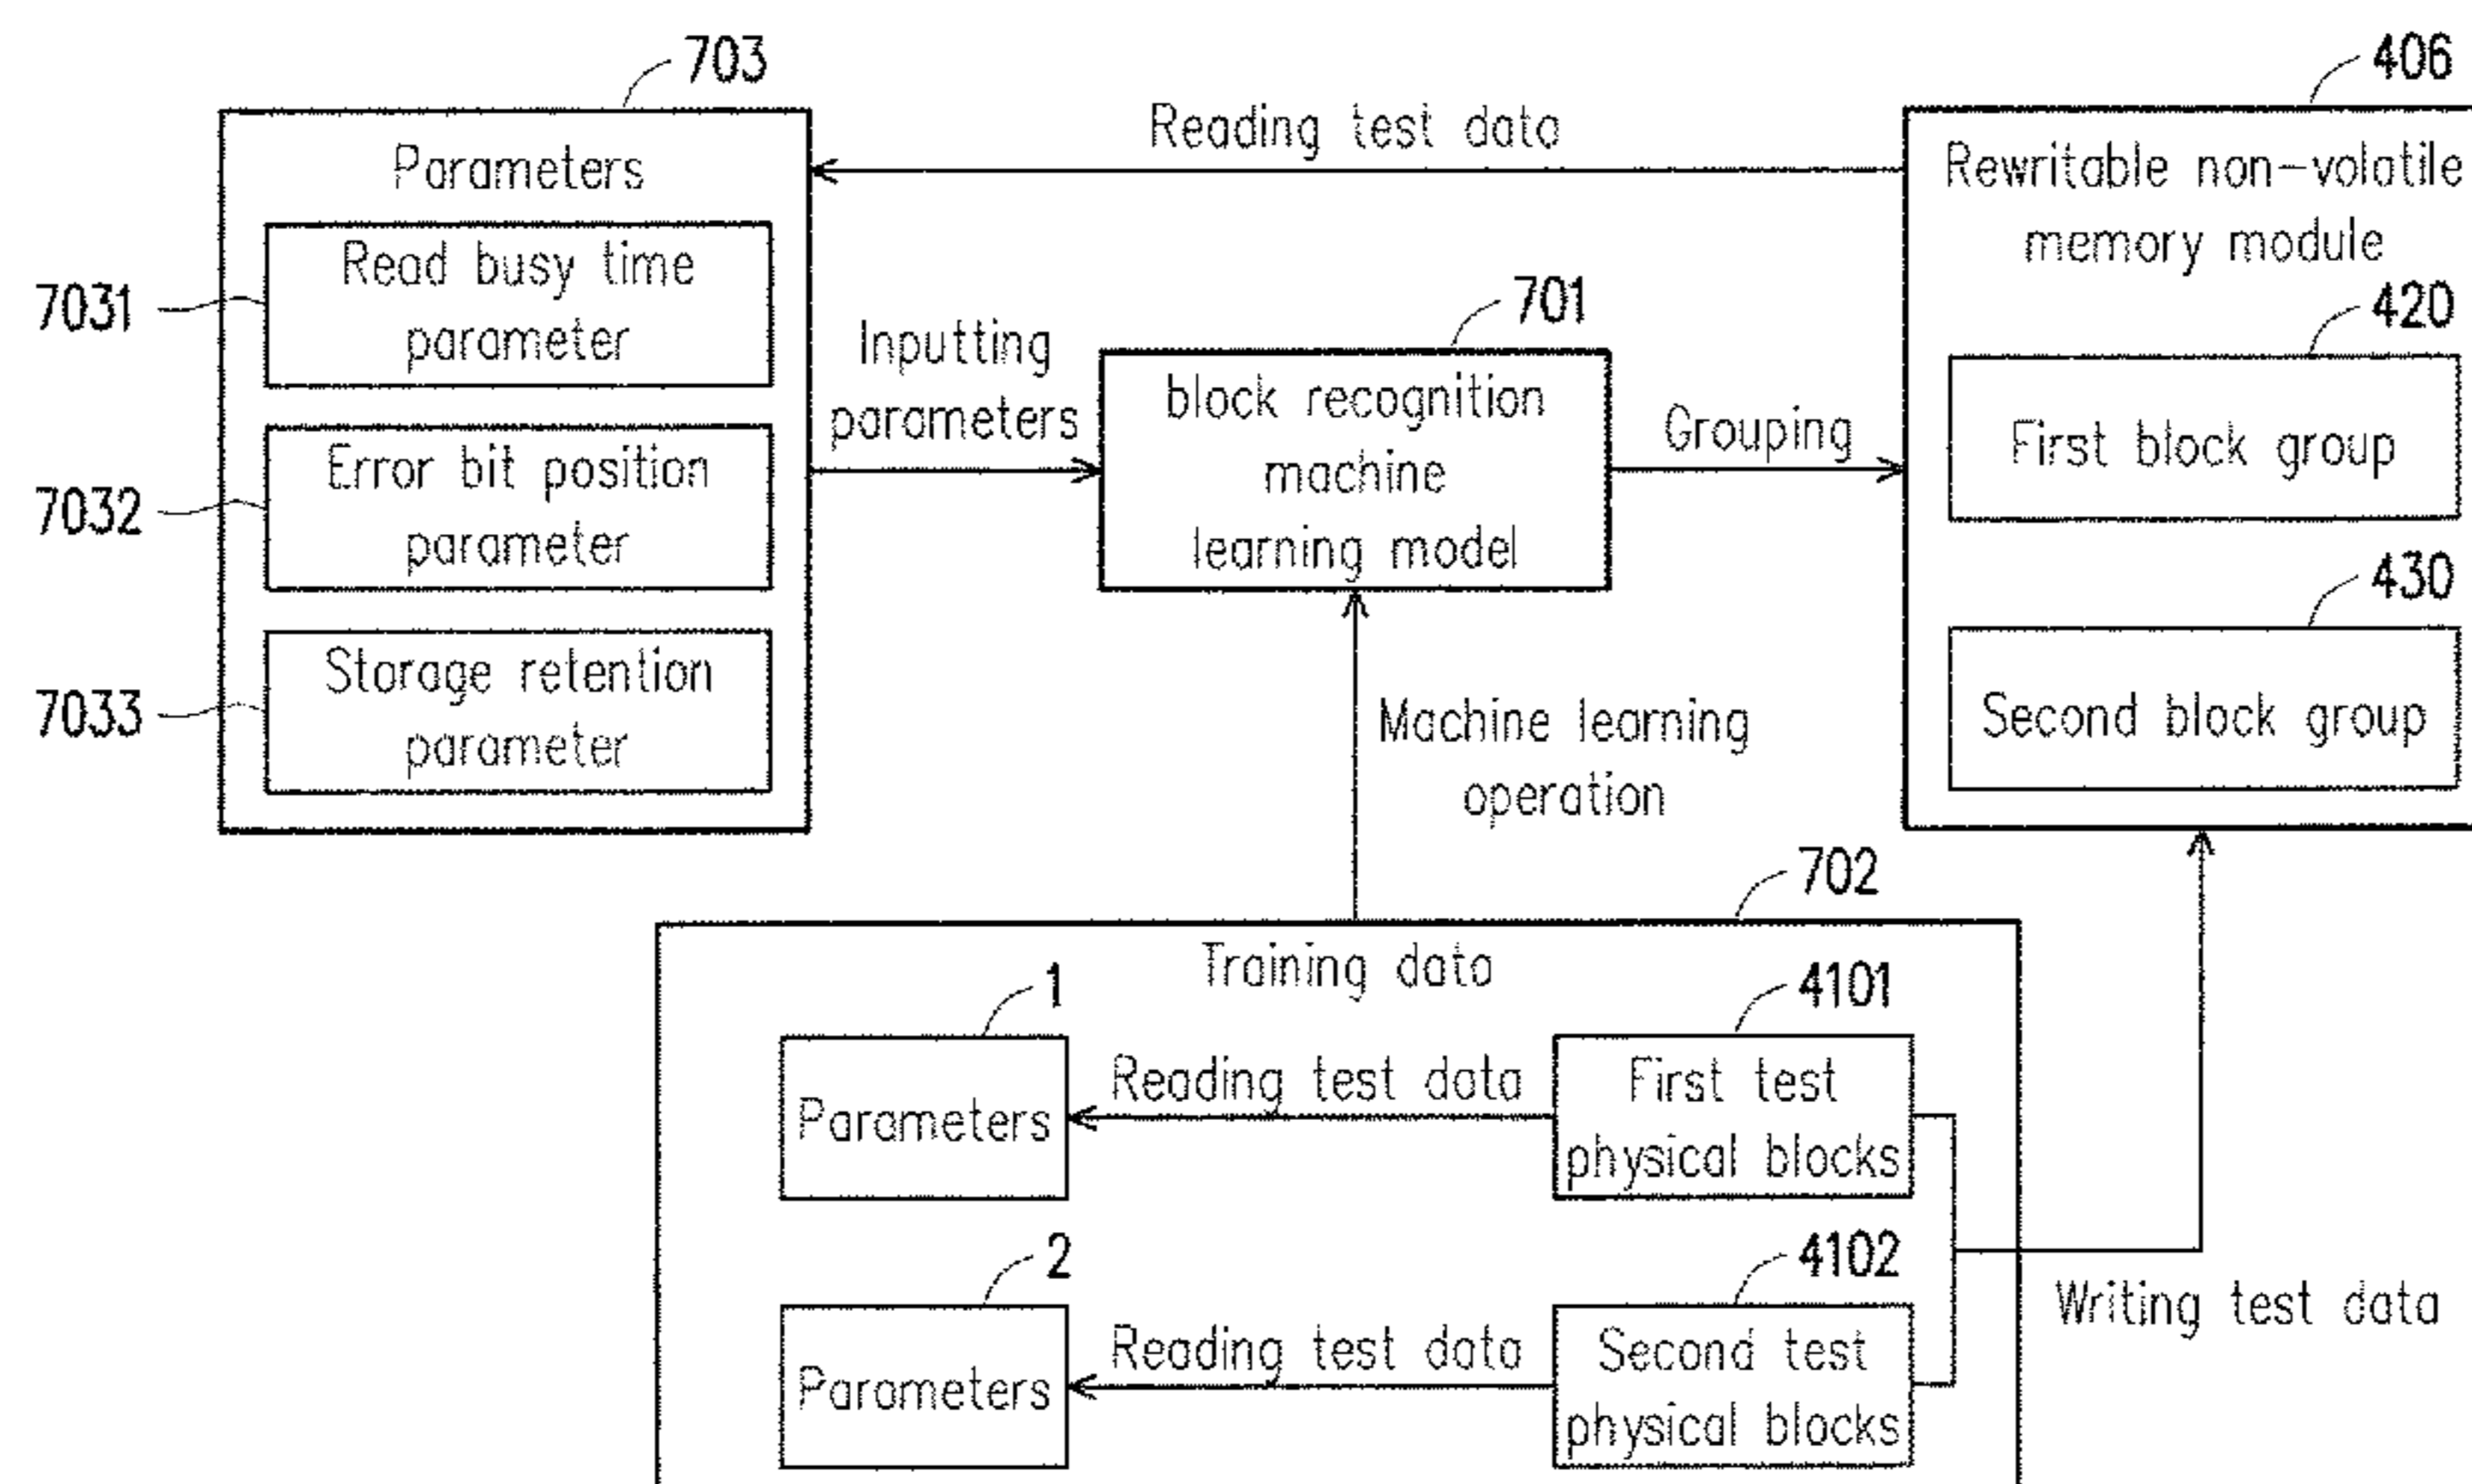 703
406
Reading test data
Parameters
Rewritable non-volatile
memory module
Read busy time
parameter
7031
701
420
Inputting
parameters
block recognition
machine
learning model
Grouping
First block group
Error bit position
parameter
7032
430
Storage retention
parameter
7033
Machine learning
operation
Second block group
702
Training data
1
4101
Parameters
Reading test data
First test
physical blocks
2
4102
Writing test data
Parameters
Reading test data
Second test
physical blocks